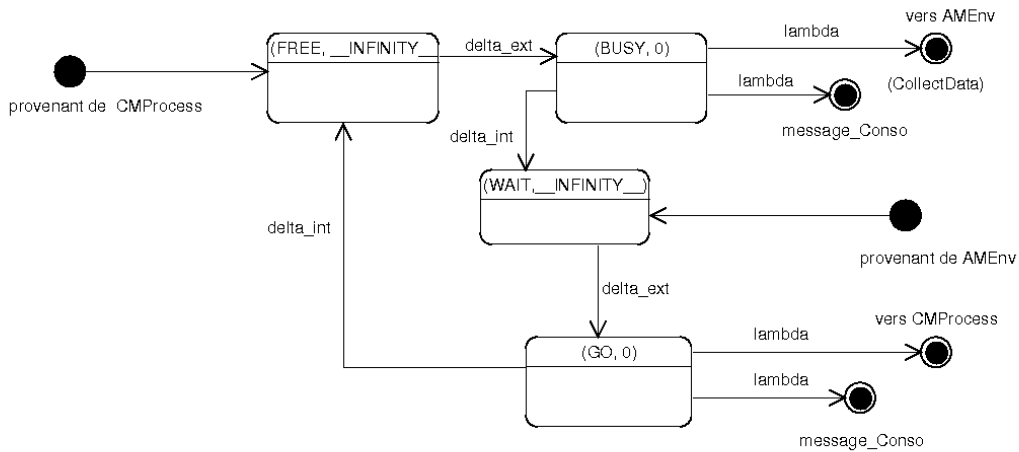 vers AMEnv
lambda
(FREE, __INFINITY__
delta_ext
(BUSY, 0)
lambda
(CollectData)
provenant de CMProcess
message_Conso
delta_int
(WAIT,__INFINITY__)
delta_int
provenant de AMEnv
delta_ext
vers CMProcess
lambda
(GO, 0)
lambda
message_Conso